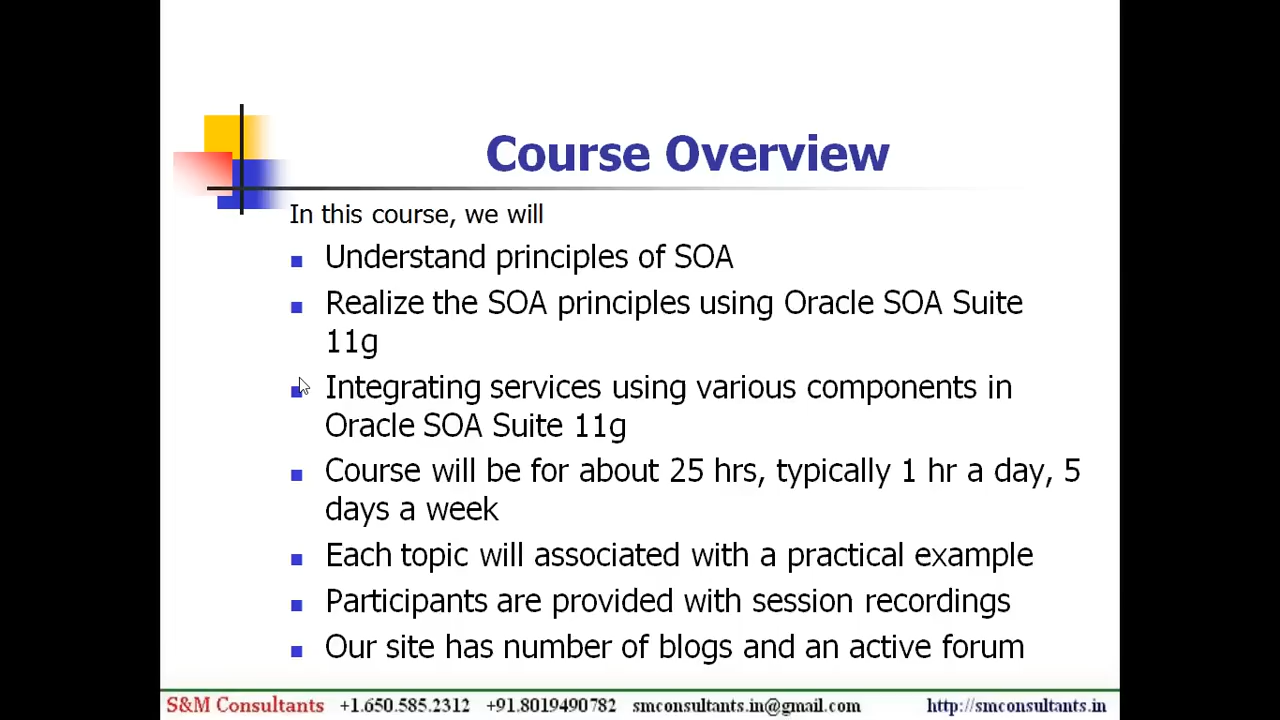 Course Overview
In this course, we will
Understand principles of SOA
Realize the SOA principles using Oracle SOA Suite
11g
Integrating services using various components in
Oracle SOA Suite 11g
Course will be for about 25 hrs, typically 1 hr a day, 5
days a week
Each topic will associated with a practical example
Participants are provided with session recordings
Our site has number of blogs and an active forum
S&M Consultants +1.650.585.2312 +91.8019490782 smconsultants.in@gmail.com http://smconsultants.in